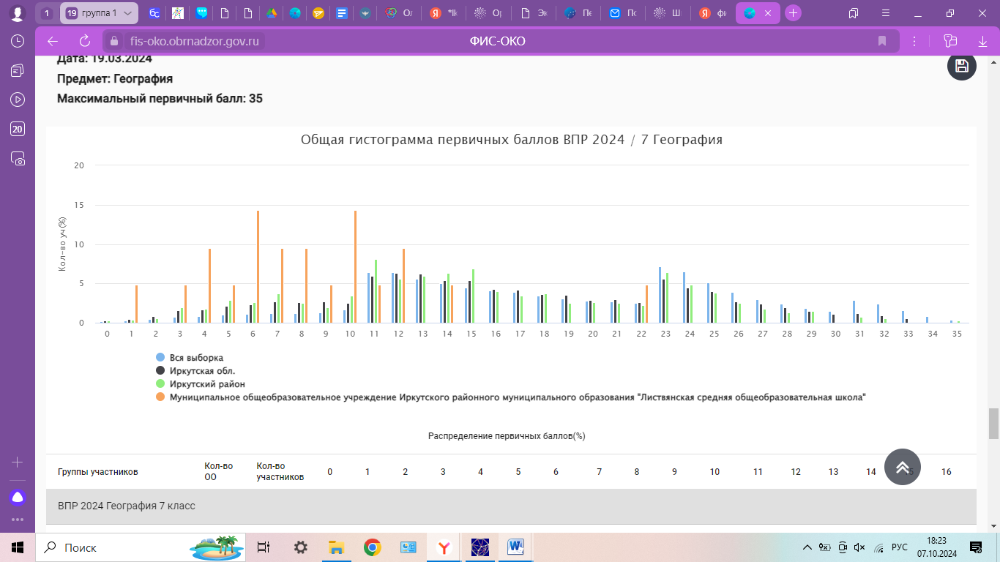 1
19
группа 1
Ол
*Ik
Ор
Эк
Пе
По
Ш
фи
fis-oko.obrnadzor.gov.ru
ФИС-ОКО
20
Дата: 19.03.2024
Предмет: География
Максимальный первичный балл: 35
Общая гистограмма первичных баллов ВПР 2024 / 7 География
Кол-во уч(%)
20
15
10
5
0
0 1 2 3 4 5 6 7 8 9 10 11 12 13 14 15 16 17 18 19 20 21 22 23 24 25 26 27 28 29 30 31 32 33 34 35
Вся выборка
Иркутская обл.
Иркутский район
Муниципальное общеобразовательное учреждение Иркутского районного муниципального образования "Листвянская средняя общеобразовательная школа"
Распределение первичных баллов(%)
Группы участников Кол-во ОО Кол-во участников 0 1 2 3 4 5 6 7 8 9 10 11 12 13 14 15 16
ВПР 2024 География 7 класс
Поиск
РУС
18:23
07.10.2024